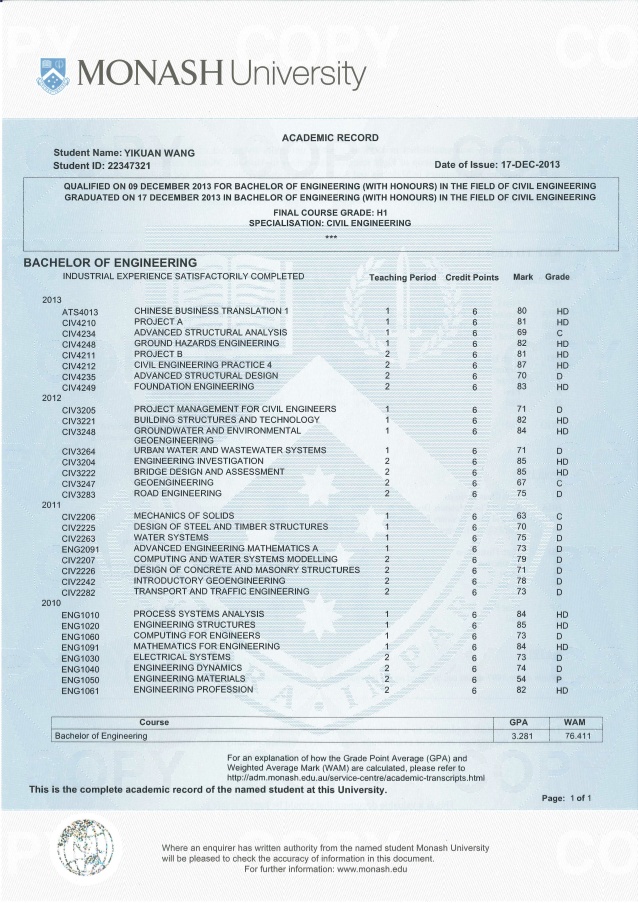 COPY
MONASH University
ACADEMIC RECORD
Student Name: YIKUAN WANG
Student ID: 22347321
Date of Issue: 17-DEC-2013
QUALIFIED ON 09 DECEMBER 2013 FOR BACHELOR OF ENGINEERING (WITH HONOURS) IN THE FIELD OF CIVIL ENGINEERING
GRADUATED ON 17 DECEMBER 2013 IN BACHELOR OF ENGINEERING (WITH HONOURS) IN THE FIELD OF CIVIL ENGINEERING
FINAL COURSE GRADE: H1
SPECIALISATION: CIVIL ENGINEERING
***
BACHELOR OF ENGINEERING
INDUSTRIAL EXPERIENCE SATISFACTORILY COMPLETED Teaching Period Credit Points Mark Grade
2013
ATS4013 CHINESE BUSINESS TRANSLATION 1 1 6 80 HD
CIV4210 PROJECT A 1 6 81 HD
CIV4234 ADVANCED STRUCTURAL ANALYSIS 1 6 69 C
CIV4248 GROUND HAZARDS ENGINEERING 1 6 82 HD
CIV4211 PROJECT B 2 6 81 HD
CIV4212 CIVIL ENGINEERING PRACTICE 4 2 6 87 HD
CIV4235 ADVANCED STRUCTURAL DESIGN 2 6 70 D
CIV4249 FOUNDATION ENGINEERING 2 6 83 HD
2012
CIV3205 PROJECT MANAGEMENT FOR CIVIL ENGINEERS 1 6 71 D
CIV3221 BUILDING STRUCTURES AND TECHNOLOGY 1 6 82 HD
CIV3248 GROUNDWATER AND ENVIRONMENTAL 1 6 84 HD
GEOENGINEERING
CIV3264 URBAN WATER AND WASTEWATER SYSTEMS 1 6 71 D
CIV3204 ENGINEERING INVESTIGATION 2 6 85 HD
CIV3222 BRIDGE DESIGN AND ASSESSMENT 2 6 85 HD
CIV3247 GEOENGINEERING 2 6 67 C
CIV3283 ROAD ENGINEERING 2 6 75 D
2011
CIV2206 MECHANICS OF SOLIDS 1 6 63 C
CIV2225 DESIGN OF STEEL AND TIMBER STRUCTURES 1 6 70 D
CIV2263 WATER SYSTEMS 1 6 75 D
ENG2091 ADVANCED ENGINEERING MATHEMATICS A 1 6 73 D
CIV2207 COMPUTING AND WATER SYSTEMS MODELLING 2 6 79 D
CIV2226 DESIGN OF CONCRETE AND MASONRY STRUCTURES 2 6 71 D
CIV2242 INTRODUCTORY GEOENGINEERING 2 6 78 D
CIV2282 TRANSPORT AND TRAFFIC ENGINEERING 2 6 73 D
2010
ENG1010 PROCESS SYSTEMS ANALYSIS 1 6 84 HD
ENG1020 ENGINEERING STRUCTURES 1 6 85 HD
ENG1060 COMPUTING FOR ENGINEERS 1 6 73 D
ENG1091 MATHEMATICS FOR ENGINEERING 1 6 84 HD
ENG1030 ELECTRICAL SYSTEMS 2 6 73 D
ENG1040 ENGINEERING DYNAMICS 2 6 74 D
ENG1050 ENGINEERING MATERIALS 2 6 54 P
ENG1061 ENGINEERING PROFESSION 2 6 82 HD
Course GPA WAM
Bachelor of Engineering 3.281 76.411
For an explanation of how the Grade Point Average (GPA) and
Weighted Average Mark (WAM) are calculated, please refer to
http://adm.monash.edu.au/service-centre/academic-transcripts.html
This is the complete academic record of the named student at this University.
Page: 1 of 1
Where an enquirer has written authority from the named student Monash University
will be pleased to check the accuracy of information in this document.
For further information: www.monash.edu